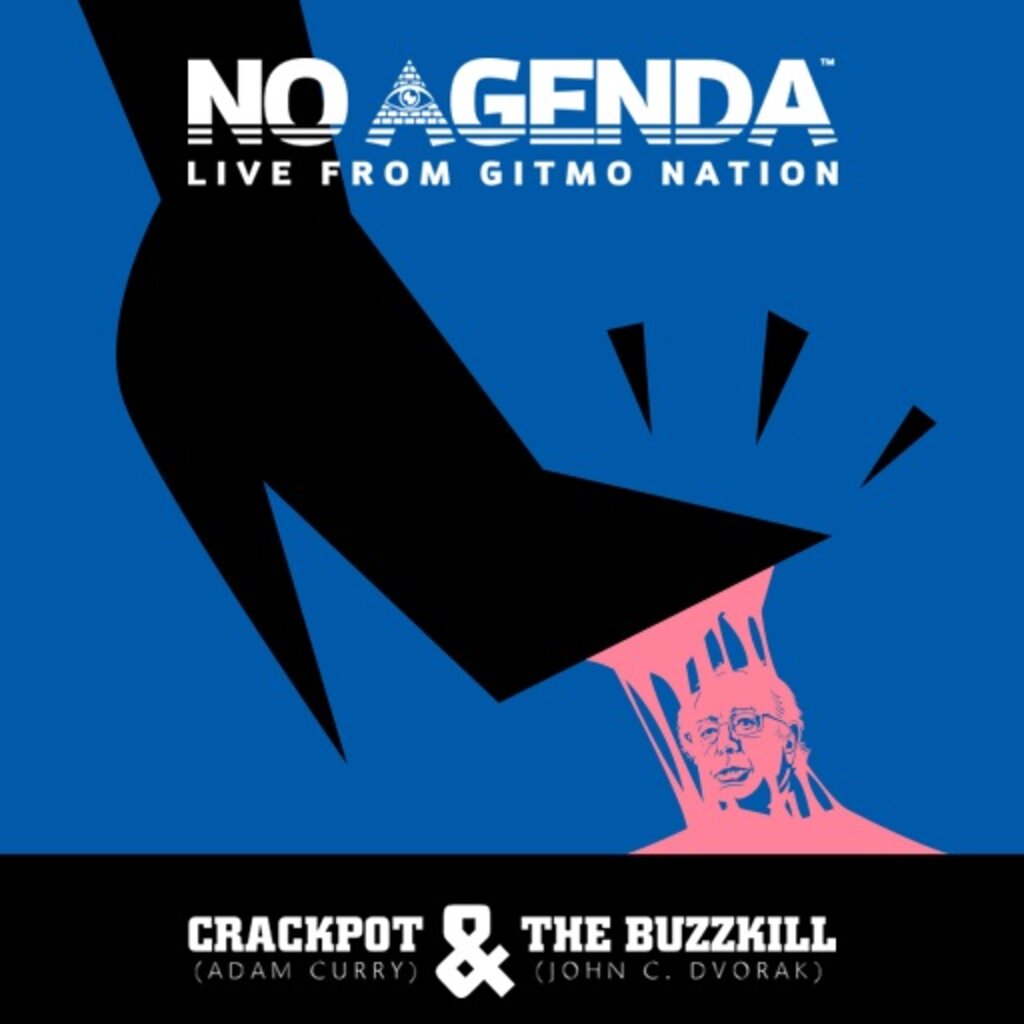 NO AGENDA™
LIVE FROM GITMO NATION
CRACKPOT & THE BUZZKILL
(ADAM CURRY) (JOHN C. DVORAK)